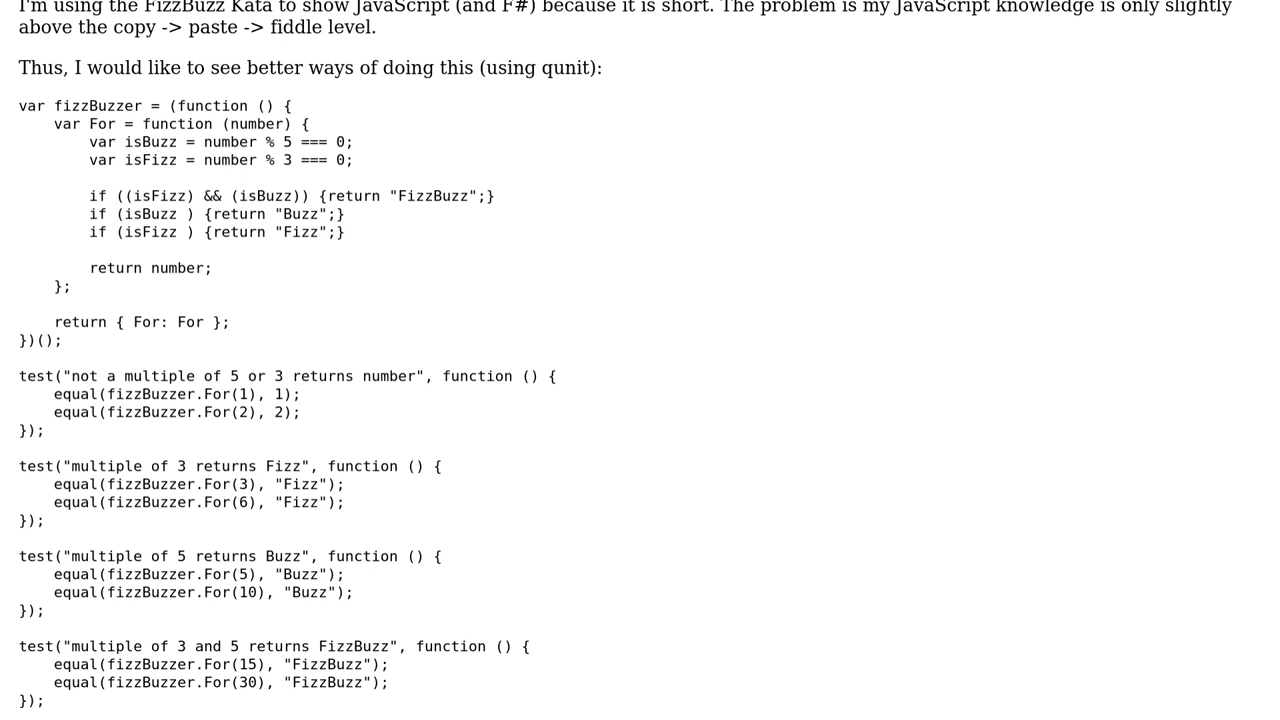 I'm using the FizzBuzz Kata to show JavaScript (and F#) because it is short. The problem is my JavaScript knowledge is only slightly
above the copy -> paste -> fiddle level.
Thus, I would like to see better ways of doing this (using qunit):
var fizzBuzzer = (function () {
    var For = function (number) {
        var isBuzz = number % 5 === 0;
        var isFizz = number % 3 === 0;

        if ((isFizz) && (isBuzz)) {return "FizzBuzz";}
        if (isBuzz ) {return "Buzz";}
        if (isFizz ) {return "Fizz";}

        return number;
    };

    return { For: For };
})();

test("not a multiple of 5 or 3 returns number", function () {
    equal(fizzBuzzer.For(1), 1);
    equal(fizzBuzzer.For(2), 2);
});

test("multiple of 3 returns Fizz", function () {
    equal(fizzBuzzer.For(3), "Fizz");
    equal(fizzBuzzer.For(6), "Fizz");
});

test("multiple of 5 returns Buzz", function () {
    equal(fizzBuzzer.For(5), "Buzz");
    equal(fizzBuzzer.For(10), "Buzz");
});

test("multiple of 3 and 5 returns FizzBuzz", function () {
    equal(fizzBuzzer.For(15), "FizzBuzz");
    equal(fizzBuzzer.For(30), "FizzBuzz");
});